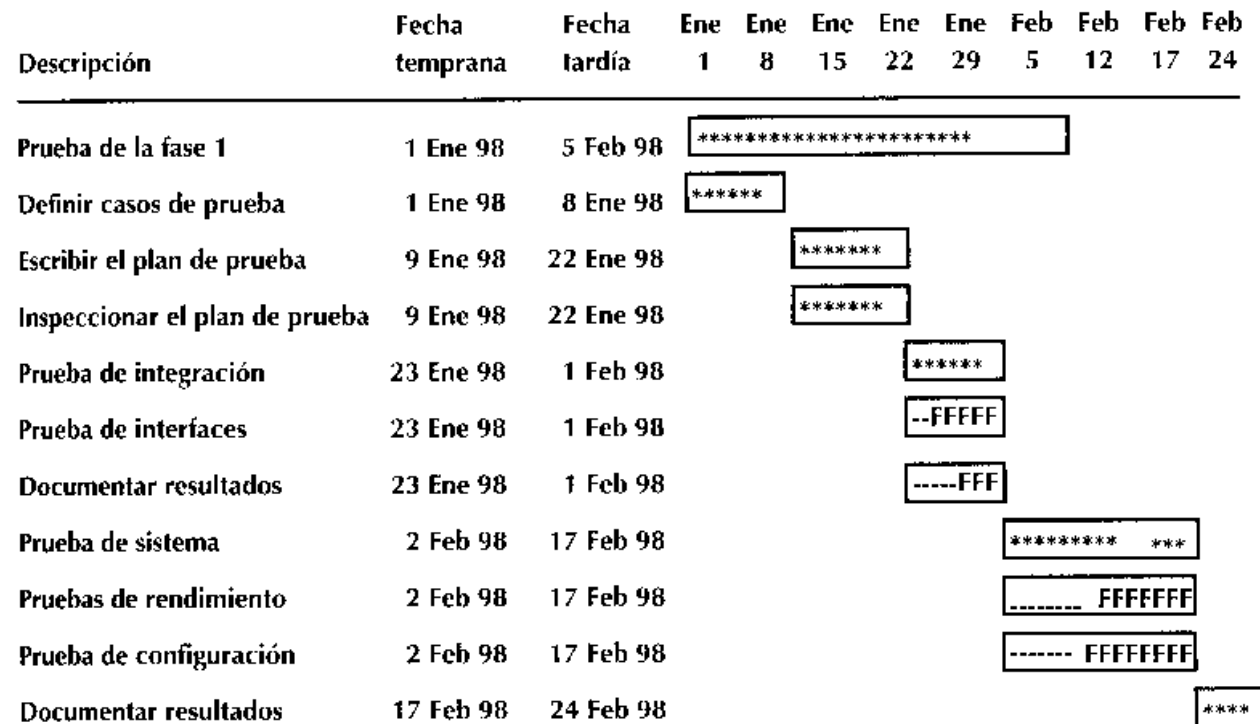 Fecha Fecha Ene Ene Ene Ene Ene Feb Feb Feb Feb
Descripción temprana tardía 1 8 15 22 29 5 12 17 24
Prueba de la fase 1 1 Ene 98 5 Feb 98 ***********************
Definir casos de prueba 1 Ene 98 8 Ene 98 ******
Escribir el plan de prueba 9 Ene 98 22 Ene 98 *******
Inspeccionar el plan de prueba 9 Ene 98 22 Ene 98 *******
Prueba de integración 23 Ene 98 1 Feb 98 ******
Prueba de interfaces 23 Ene 98 1 Feb 98 --FFFFF
Documentar resultados 23 Ene 98 1 Feb 98 -----FFF
Prueba de sistema 2 Feb 98 17 Feb 98 ********* ***
Pruebas de rendimiento 2 Feb 98 17 Feb 98 -------- FFFFFFF
Prueba de configuración 2 Feb 98 17 Feb 98 ------- FFFFFFFF
Documentar resultados 17 Feb 98 24 Feb 98 ****